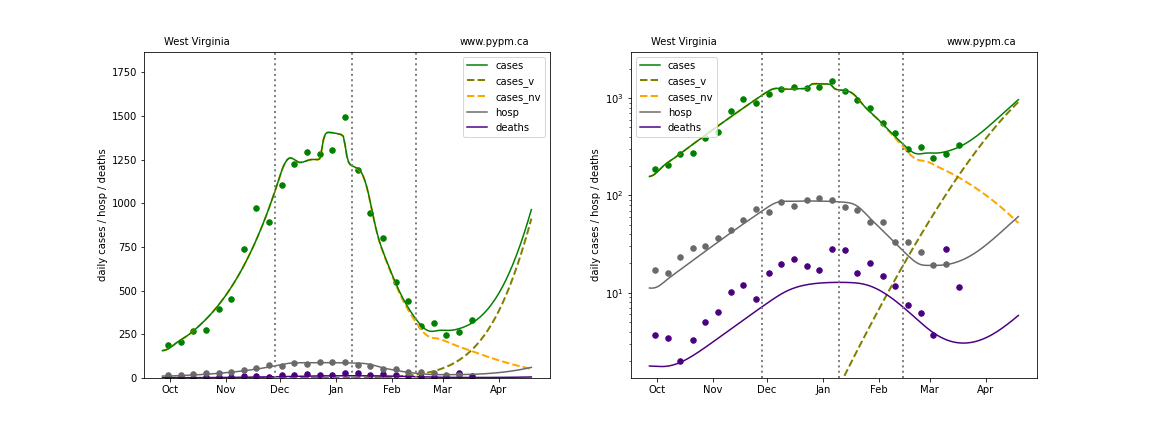 West Virginia
www.pypm.ca
daily cases / hosp / deaths
1750
1500
1250
1000
750
500
250
0
Oct
Nov
Dec
Jan
Feb
Mar
Apr
cases
cases_v
cases_nv
hosp
deaths
West Virginia
www.pypm.ca
daily cases / hosp / deaths
10³
10²
10¹
Oct
Nov
Dec
Jan
Feb
Mar
Apr
cases
cases_v
cases_nv
hosp
deaths